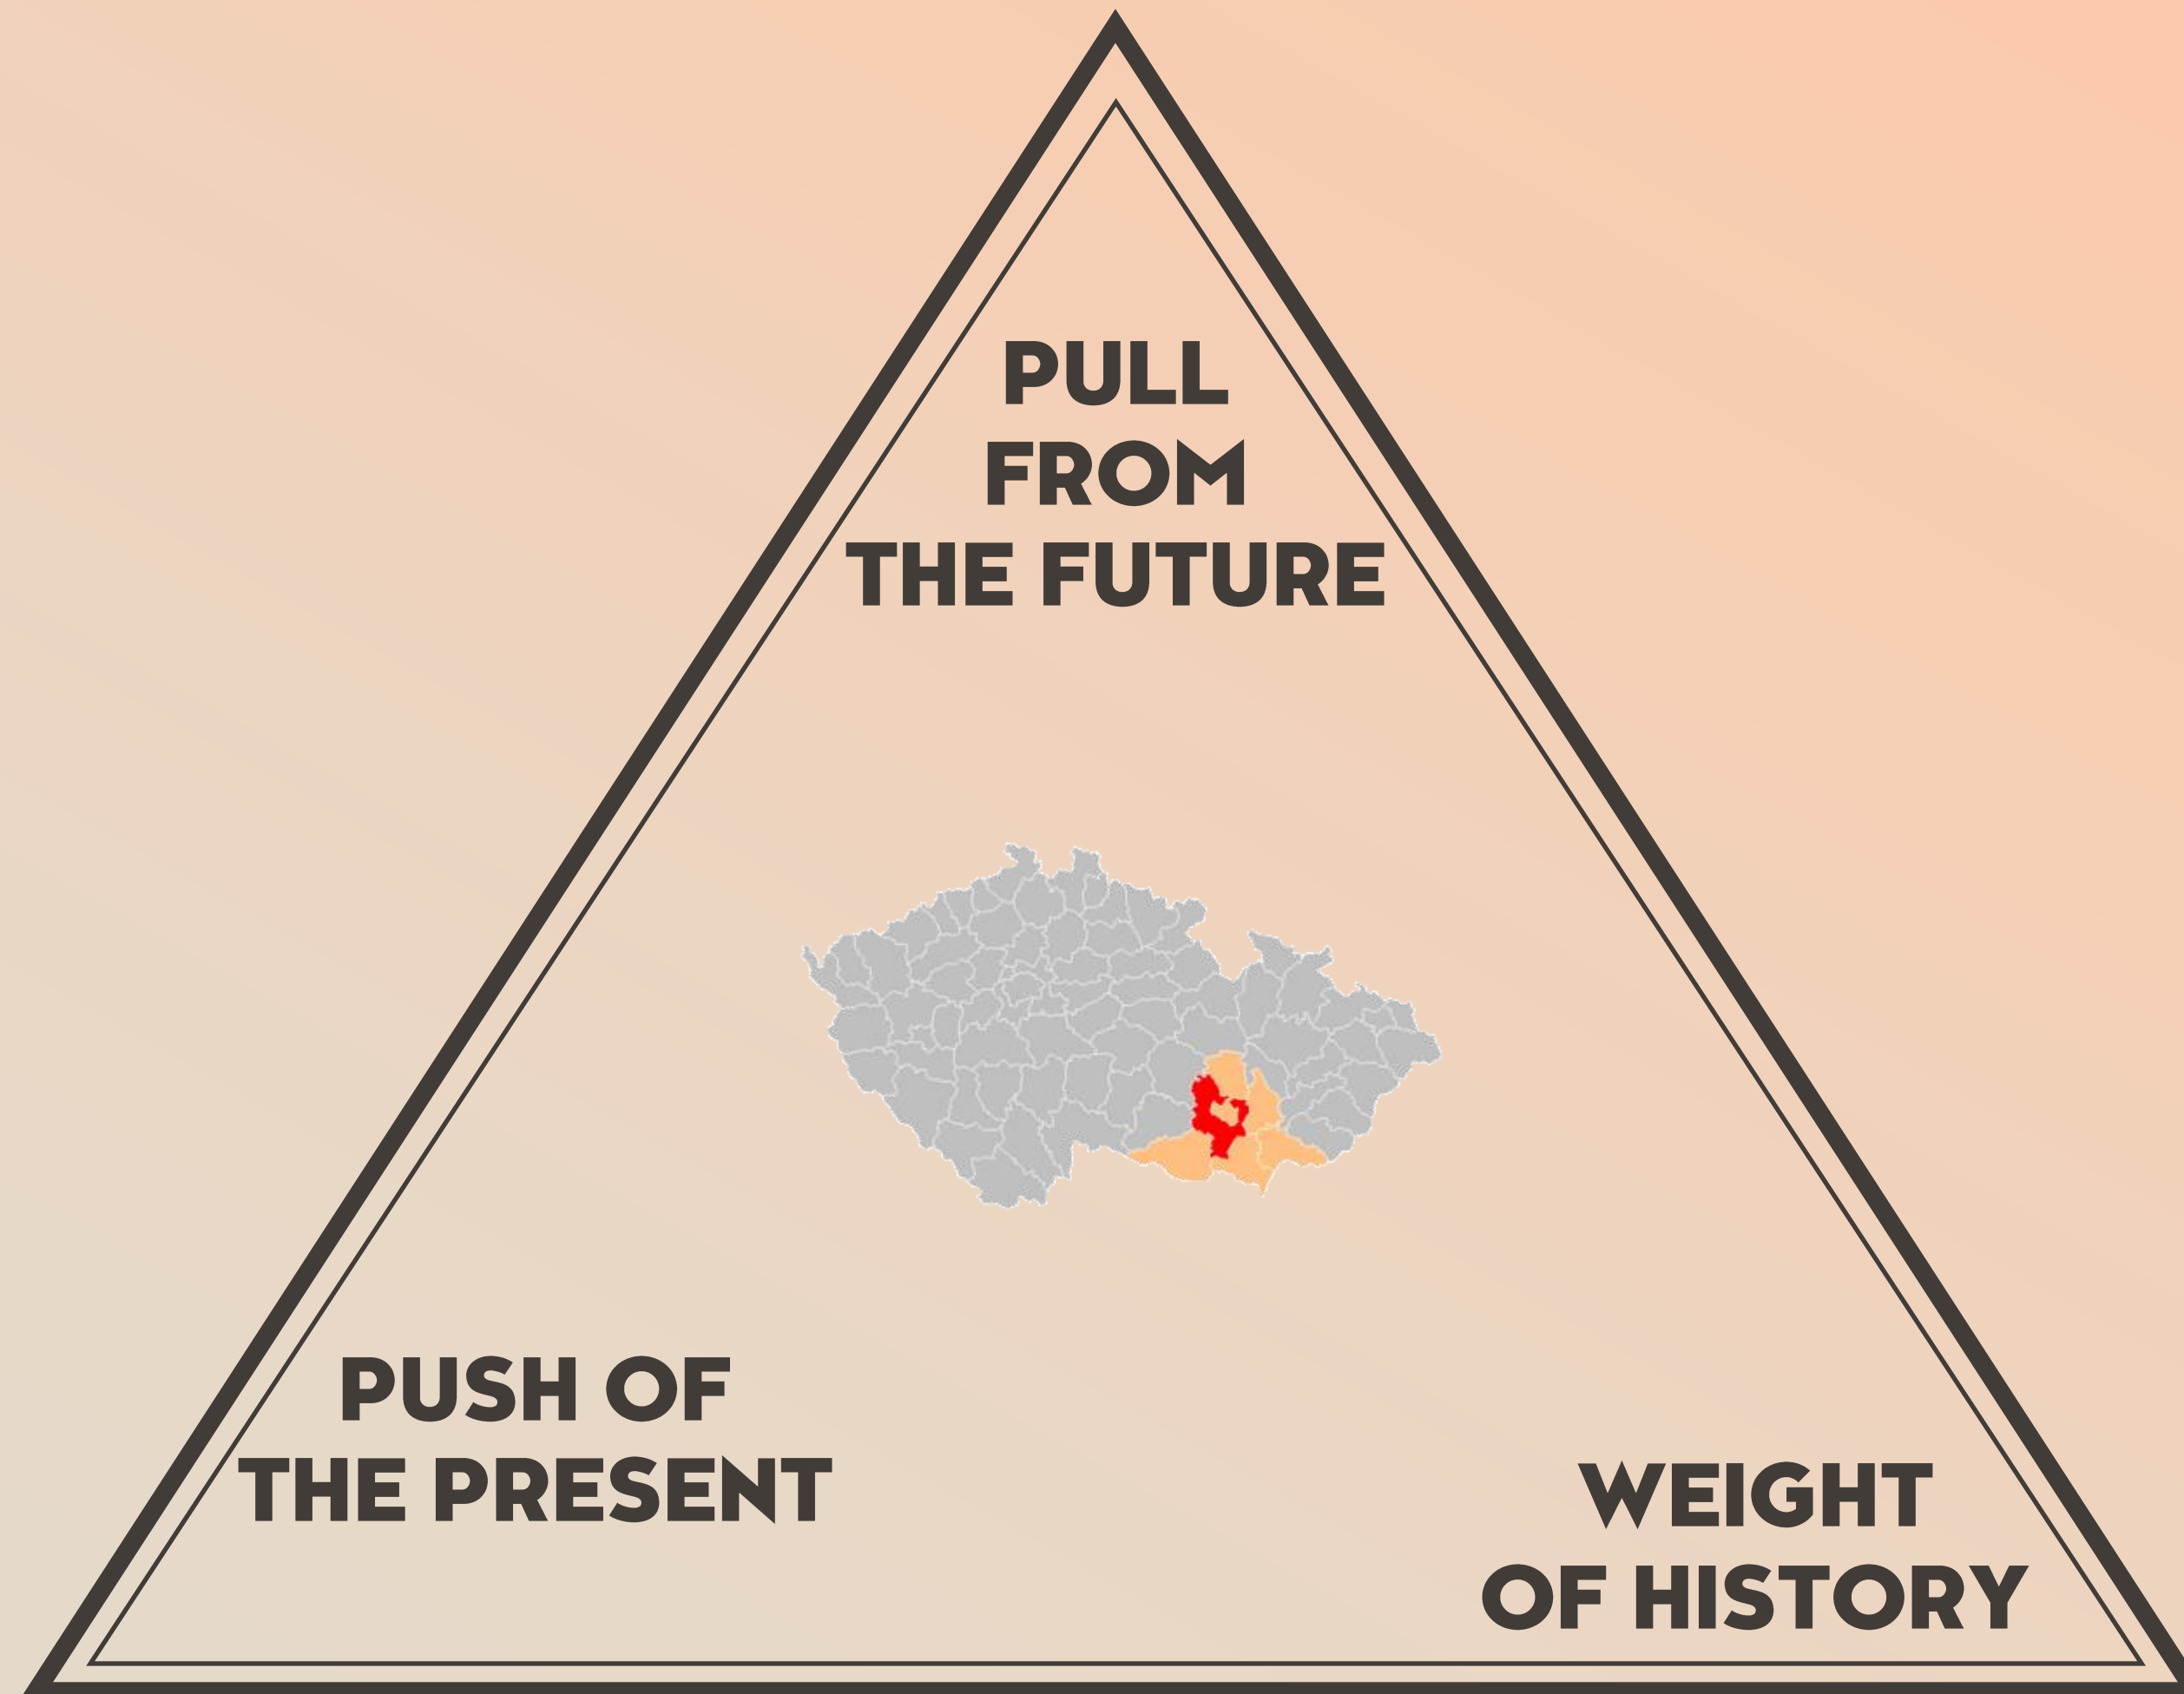 PULL
FROM
THE FUTURE
PUSH OF
THE PRESENT
WEIGHT
OF HISTORY